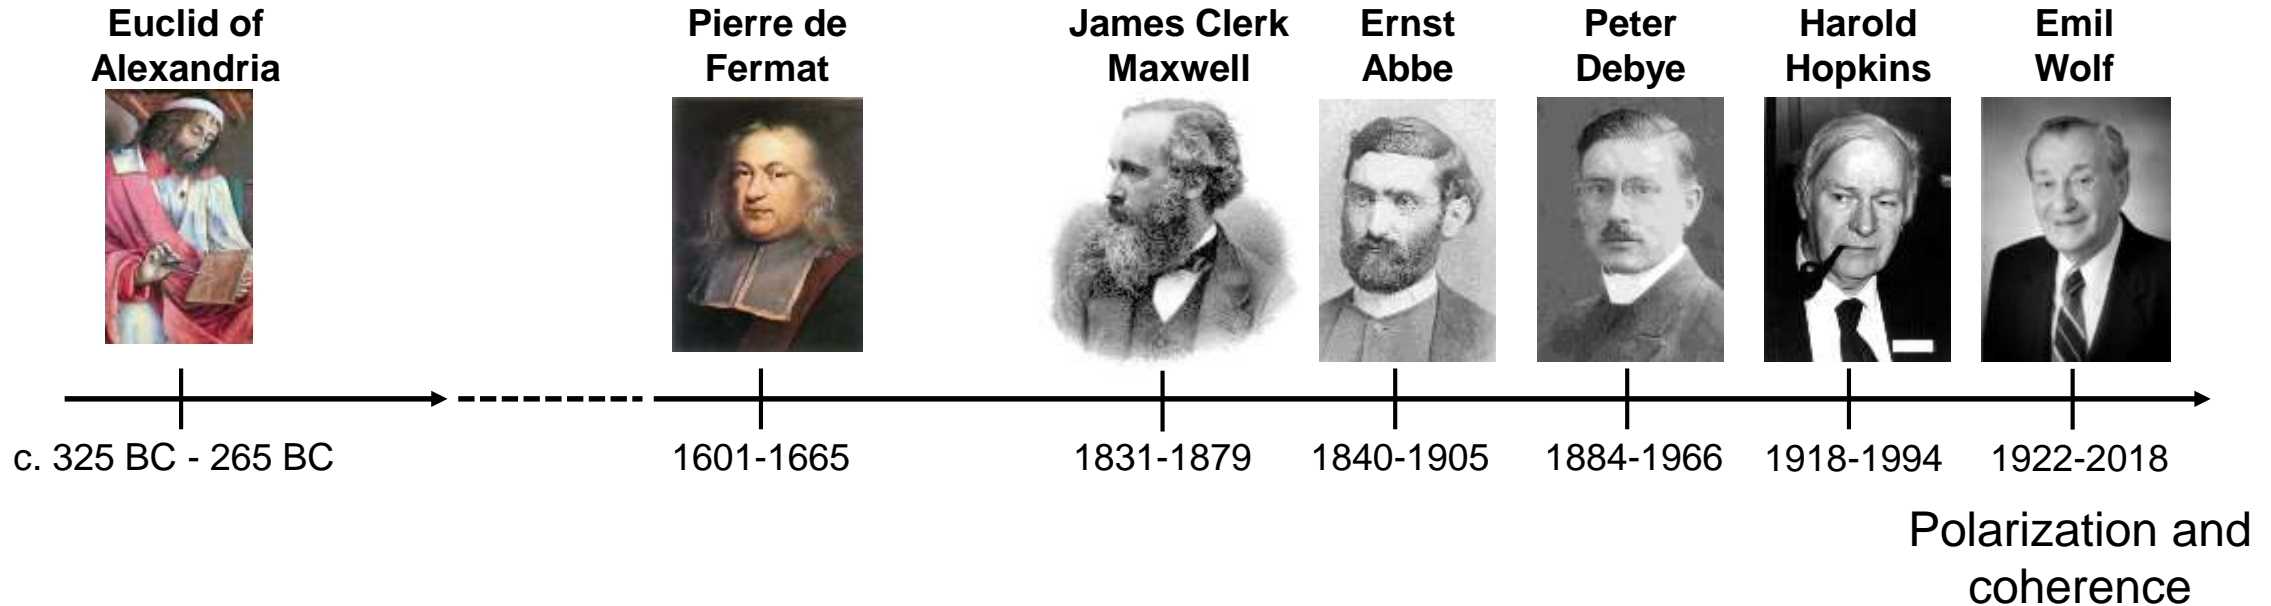 Euclid of
Alexandria
Pierre de
Fermat
James Clerk
Maxwell
Ernst
Abbe
Peter
Debye
Harold
Hopkins
Emil
Wolf
c. 325 BC - 265 BC
1601-1665
1831-1879
1840-1905
1884-1966
1918-1994
1922-2018
Polarization and
coherence